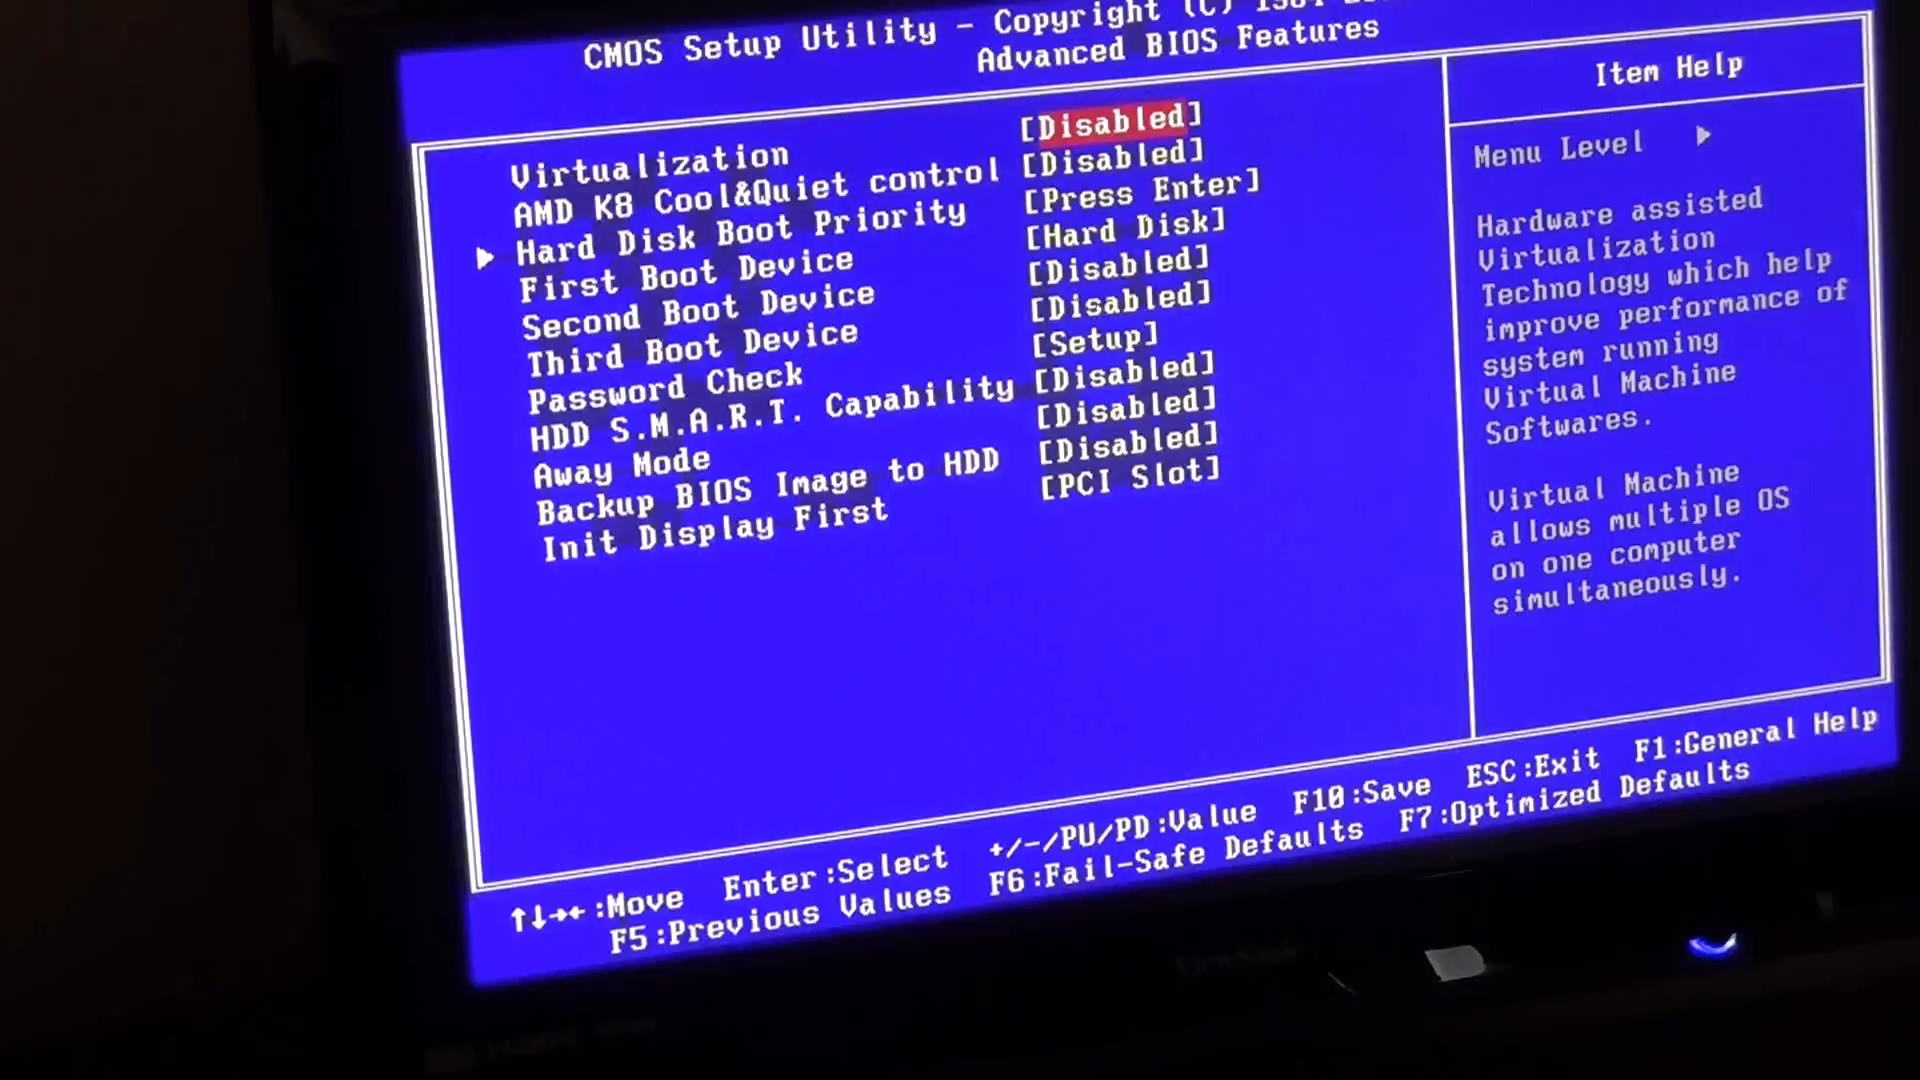 CMOS Setup Utility - Copyright (C)
Advanced BIOS Features
Virtualization [Disabled]
AMD K8 Cool&Quiet control [Disabled]
Hard Disk Boot Priority [Press Enter]
First Boot Device [Hard Disk]
Second Boot Device [Disabled]
Third Boot Device [Disabled]
Password Check [Setup]
HDD S.M.A.R.T. Capability [Disabled]
Away Mode [Disabled]
Backup BIOS Image to HDD [Disabled]
Init Display First [PCI Slot]
Item Help
Menu Level ▶
Hardware assisted
Virtualization
Technology which help
improve performance of
system running
Virtual Machine
Softwares.
Virtual Machine
allows multiple OS
on one computer
simultaneously.
↑↓→←:Move Enter:Select +/-/PU/PD:Value F10:Save ESC:Exit F1:General Help
F5:Previous Values F6:Fail-Safe Defaults F7:Optimized Defaults